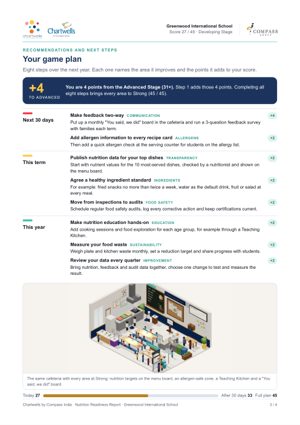 Chartwells
Greenwood International School
Score 27 / 45 · Developing Stage
COMPASS
RECOMMENDATIONS AND NEXT STEPS
Your game plan
Eight steps over the next year. Each one names the area it improves and the points it adds to your score.
+4
TO ADVANCED
You are 4 points from the Advanced Stage (31+). Step 1 adds those 4 points. Completing all
eight steps brings every area to Strong (45 / 45).
Next 30 days
Make feedback two-way COMMUNICATION +4
Put up a monthly "You said, we did" board in the cafeteria and run a 3-question feedback survey
with families each term.
Add allergen information to every recipe card ALLERGENS +2
Then add a quick allergen check at the serving counter for students on the allergy list.
This term
Publish nutrition data for your top dishes TRANSPARENCY +2
Start with nutrient values for the 10 most-served dishes, checked by a nutritionist and shown on
the menu board.
Agree a healthy ingredient standard INGREDIENTS +2
For example: fried snacks no more than twice a week, water as the default drink, fruit or salad at
every meal.
Move from inspections to audits FOOD SAFETY +2
Schedule regular food safety audits, log every corrective action and keep certifications current.
This year
Make nutrition education hands-on EDUCATION +2
Add cooking sessions and food exploration for each age group, for example through a Teaching
Kitchen.
Measure your food waste SUSTAINABILITY +2
Weigh plate and kitchen waste monthly, set a reduction target and share progress with students.
Review your data every quarter IMPROVEMENT +2
Bring nutrition, feedback and audit data together, choose one change to test and measure the
result.
The same cafeteria with every area at Strong: nutrition targets on the menu board, an allergen-safe zone, a Teaching Kitchen and a "You
said, we did" board.
Today 27
After 30 days 33 Full plan 45
Chartwells by Compass India · Nutrition Readiness Report · Greenwood International School